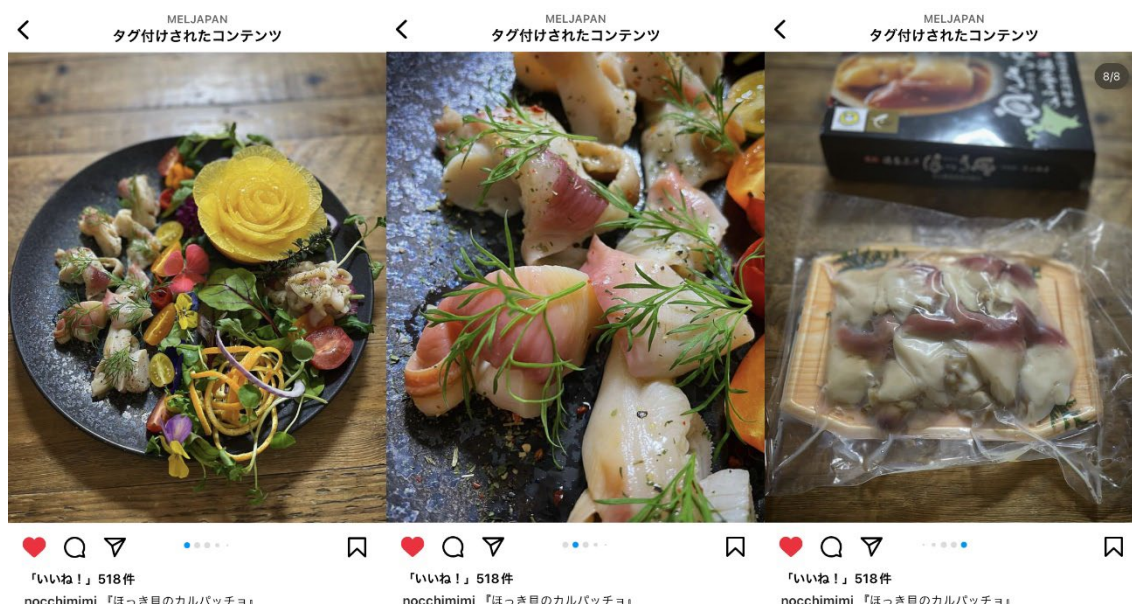 MELJAPAN
タグ付けされたコンテンツ
「いいね！」518件
nocchimimi 『ほっき貝のカルパッチョ』
MELJAPAN
タグ付けされたコンテンツ
「いいね！」518件
nocchimimi 『ほっき貝のカルパッチョ』
MELJAPAN
タグ付けされたコンテンツ
8/8
「いいね！」518件
nocchimimi 『ほっき貝のカルパッチョ』